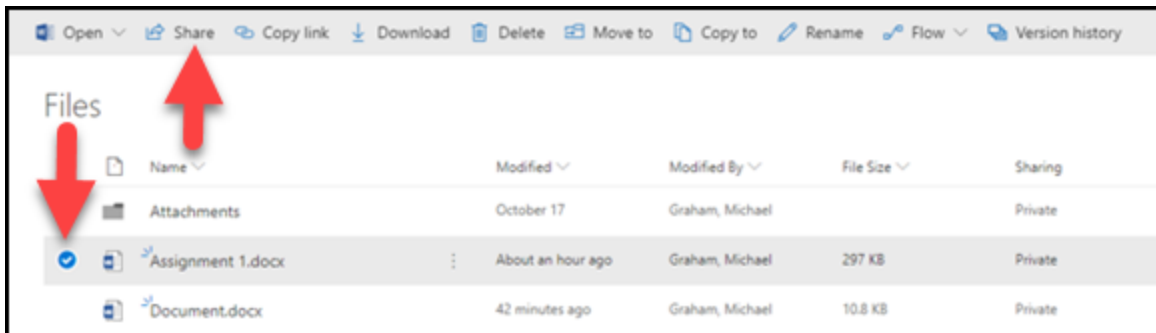 Open Share Copy link Download Delete Move to Copy to Rename Flow Version history
Files
Name Modified Modified By File Size Sharing
Attachments October 17 Graham, Michael Private
Assignment 1.docx About an hour ago Graham, Michael 297 KB Private
Document.docx 42 minutes ago Graham, Michael 10.8 KB Private